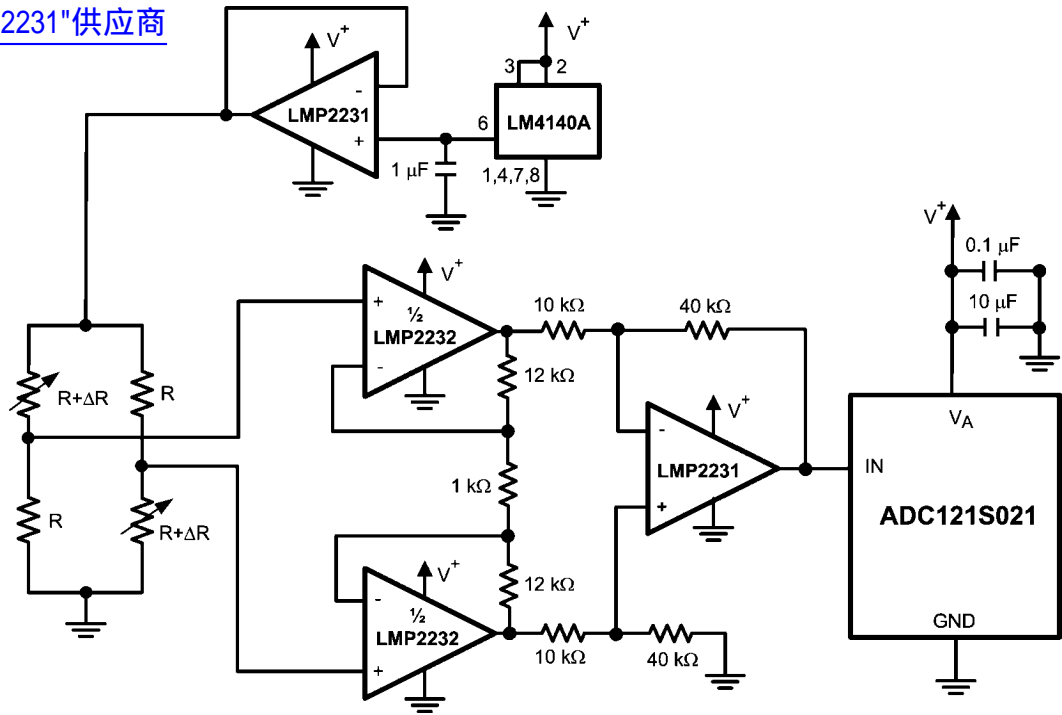 2231"供应商
V+
V+
3
2
-
LMP2231
+
6
LM4140A
1 μF
1,4,7,8
V+
0.1 μF
10 μF
V+
+
½
LMP2232
-
10 kΩ
40 kΩ
12 kΩ
R+ΔR
R
V+
-
LMP2231
+
VA
IN
ADC121S021
GND
1 kΩ
R
R+ΔR
V+
-
½
LMP2232
+
12 kΩ
10 kΩ
40 kΩ